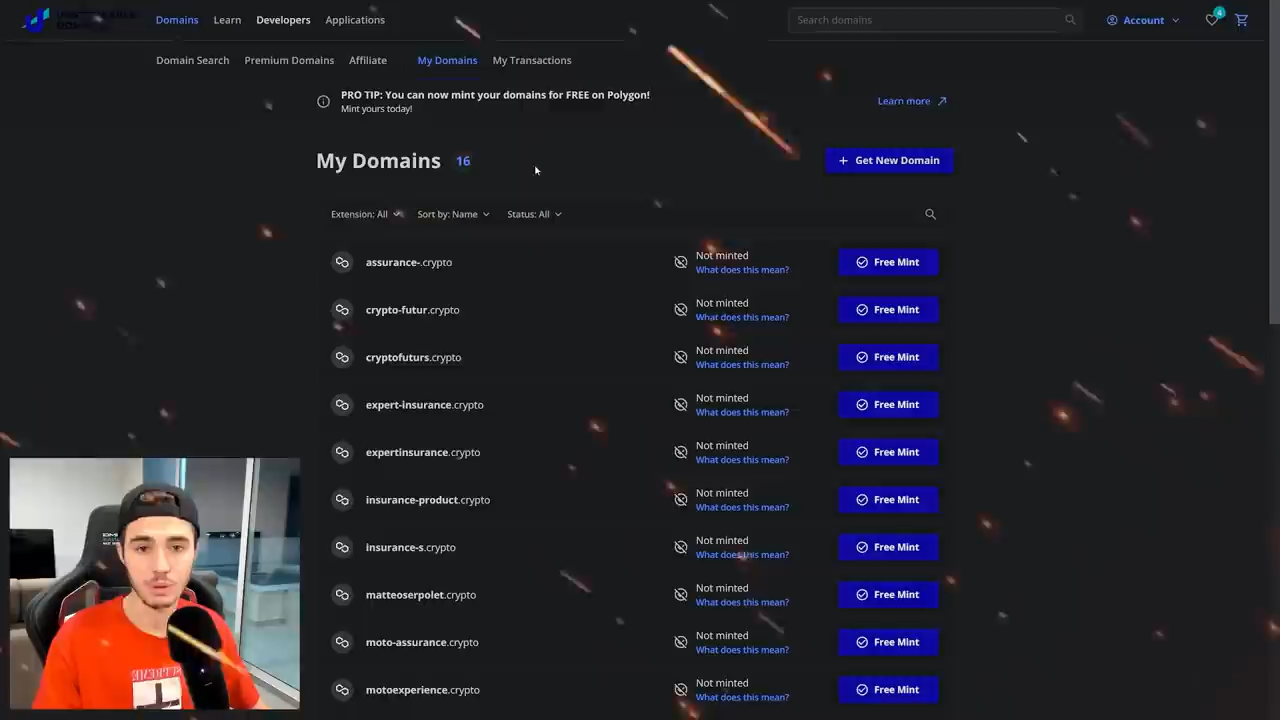 Domains Learn Developers Applications
Search domains
Account
4
Domain Search Premium Domains Affiliate My Domains My Transactions
PRO TIP: You can now mint your domains for FREE on Polygon!
Mint yours today!
Learn more
My Domains 16
+ Get New Domain
Extension: All Sort by: Name Status: All
assurance-.crypto
Not minted
What does this mean?
Free Mint
crypto-futur.crypto
Not minted
What does this mean?
Free Mint
cryptofuturs.crypto
Not minted
What does this mean?
Free Mint
expert-insurance.crypto
Not minted
What does this mean?
Free Mint
expertinsurance.crypto
Not minted
What does this mean?
Free Mint
insurance-product.crypto
Not minted
What does this mean?
Free Mint
insurance-s.crypto
Not minted
What does this mean?
Free Mint
matteoserpolet.crypto
Not minted
What does this mean?
Free Mint
moto-assurance.crypto
Not minted
What does this mean?
Free Mint
motoexperience.crypto
Not minted
What does this mean?
Free Mint